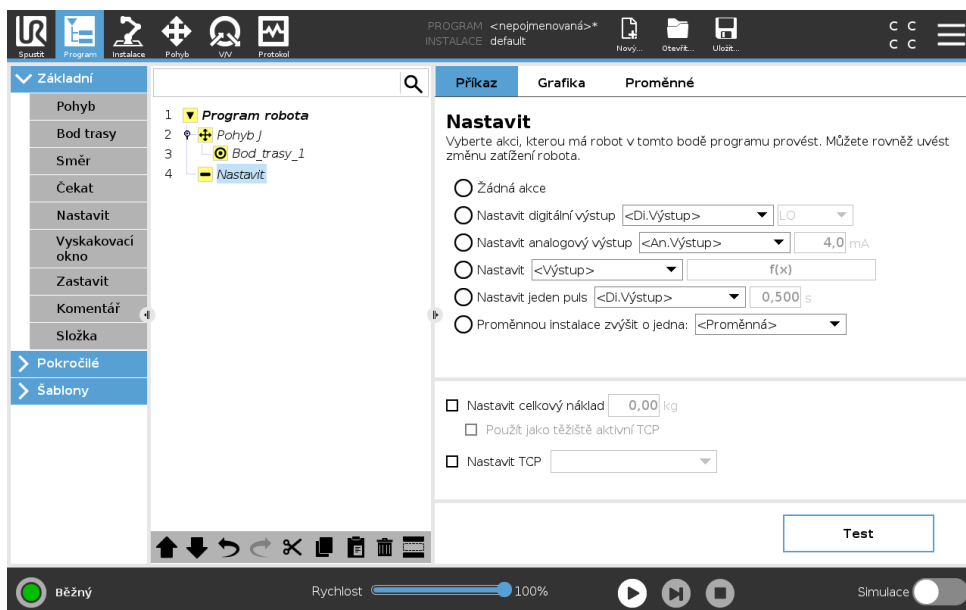 PROGRAM <nepojmenovaná>*
INSTALACE default
Spustit Program Instalace Pohyb V/V Protokol Nový... Otevřít... Uložit...
C C
C C
Základní
Pohyb
Bod trasy
Směr
Čekat
Nastavit
Vyskakovací
okno
Zastavit
Komentář
Složka
Pokročilé
Šablony
1 Program robota
2 Pohyb J
3 Bod_trasy_1
4 Nastavit
Příkaz Grafika Proměnné
Nastavit
Vyberte akci, kterou má robot v tomto bodě programu provést. Můžete rovněž uvést
změnu zatížení robota.
Žádná akce
Nastavit digitální výstup <Di.Výstup> LO
Nastavit analogový výstup <An.Výstup> 4,0 mA
Nastavit <Výstup> f(x)
Nastavit jeden puls <Di.Výstup> 0,500 s
Proměnnou instalace zvýšit o jedna: <Proměnná>
Nastavit celkový náklad 0,00 kg
Použít jako těžiště aktivní TCP
Nastavit TCP
Test
Běžný Rychlost 100% Simulace